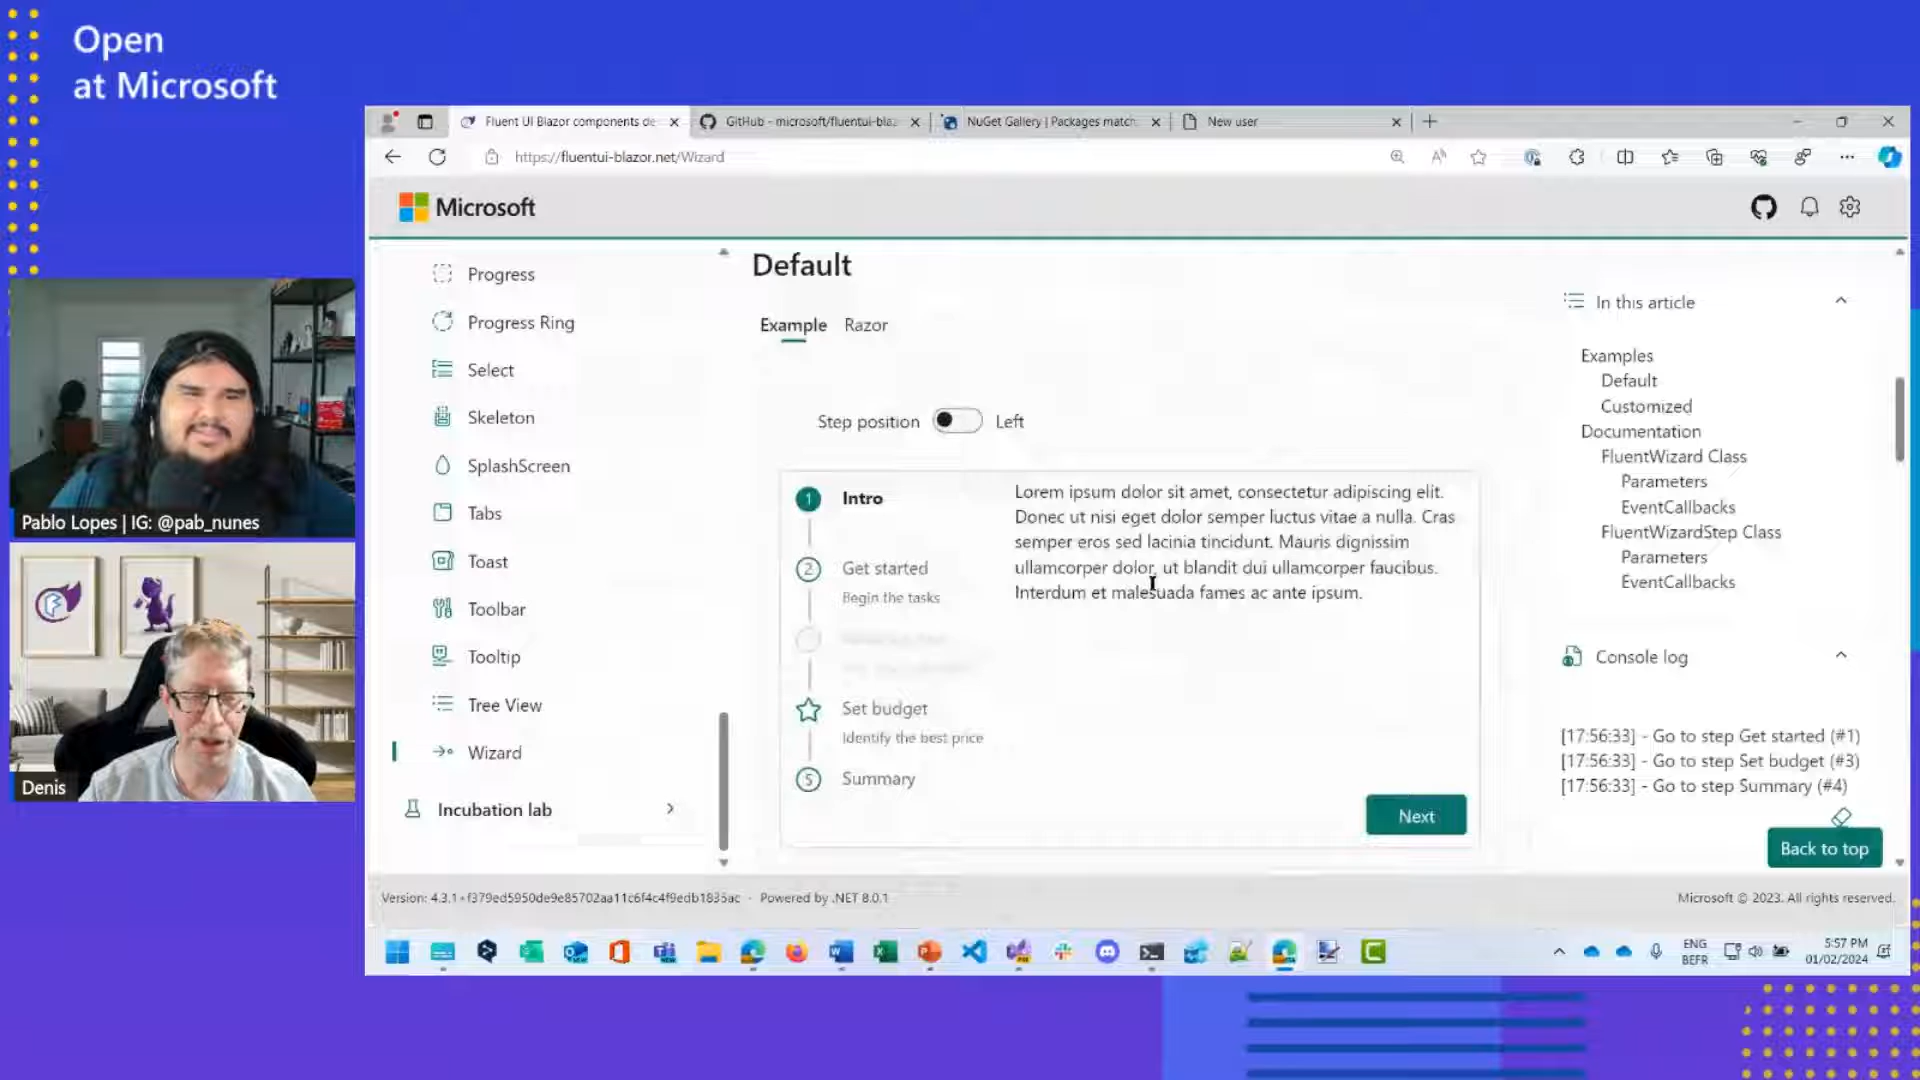 Open
at Microsoft
Fluent UI Blazor components de
GitHub - microsoft/fluentui-bla
NuGet Gallery | Packages match
New user
https://fluentui-blazor.net/Wizard
Microsoft
Progress
Progress Ring
Select
Skeleton
SplashScreen
Tabs
Toast
Toolbar
Tooltip
Tree View
Wizard
Incubation lab
Default
Example
Razor
Step position
Left
1
Intro
2
Get started
Begin the tasks
Set budget
Identify the best price
5
Summary
Lorem ipsum dolor sit amet, consectetur adipiscing elit.
Donec ut nisi eget dolor semper luctus vitae a nulla. Cras
semper eros sed lacinia tincidunt. Mauris dignissim
ullamcorper dolor, ut blandit dui ullamcorper faucibus.
Interdum et malesuada fames ac ante ipsum.
Next
In this article
Examples
Default
Customized
Documentation
FluentWizard Class
Parameters
EventCallbacks
FluentWizardStep Class
Parameters
EventCallbacks
Console log
[17:56:33] - Go to step Get started (#1)
[17:56:33] - Go to step Set budget (#3)
[17:56:33] - Go to step Summary (#4)
Back to top
Version: 4.3.1+f379ed5950de9e85702aa11c6f4c4f9edb1835ac - Powered by .NET 8.0.1
Microsoft © 2023. All rights reserved.
ENG
BEFR
5:57 PM
01/02/2024
Pablo Lopes | IG: @pab_nunes
Denis